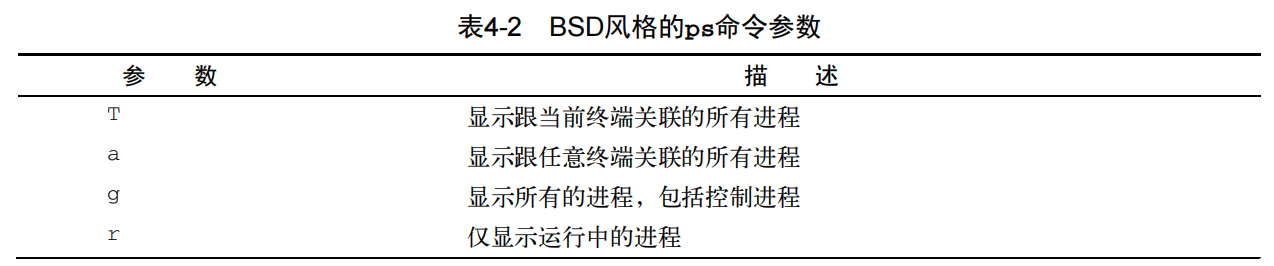 表4-2 BSD风格的ps命令参数
参 数 描 述
T 显示跟当前终端关联的所有进程
a 显示跟任意终端关联的所有进程
g 显示所有的进程，包括控制进程
r 仅显示运行中的进程